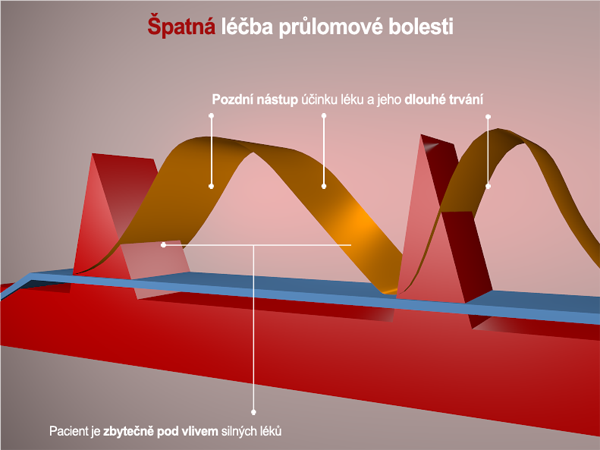 Špatná léčba průlomové bolesti
Pozdní nástup účinku léku a jeho dlouhé trvání
Pacient je zbytečně pod vlivem silných léků